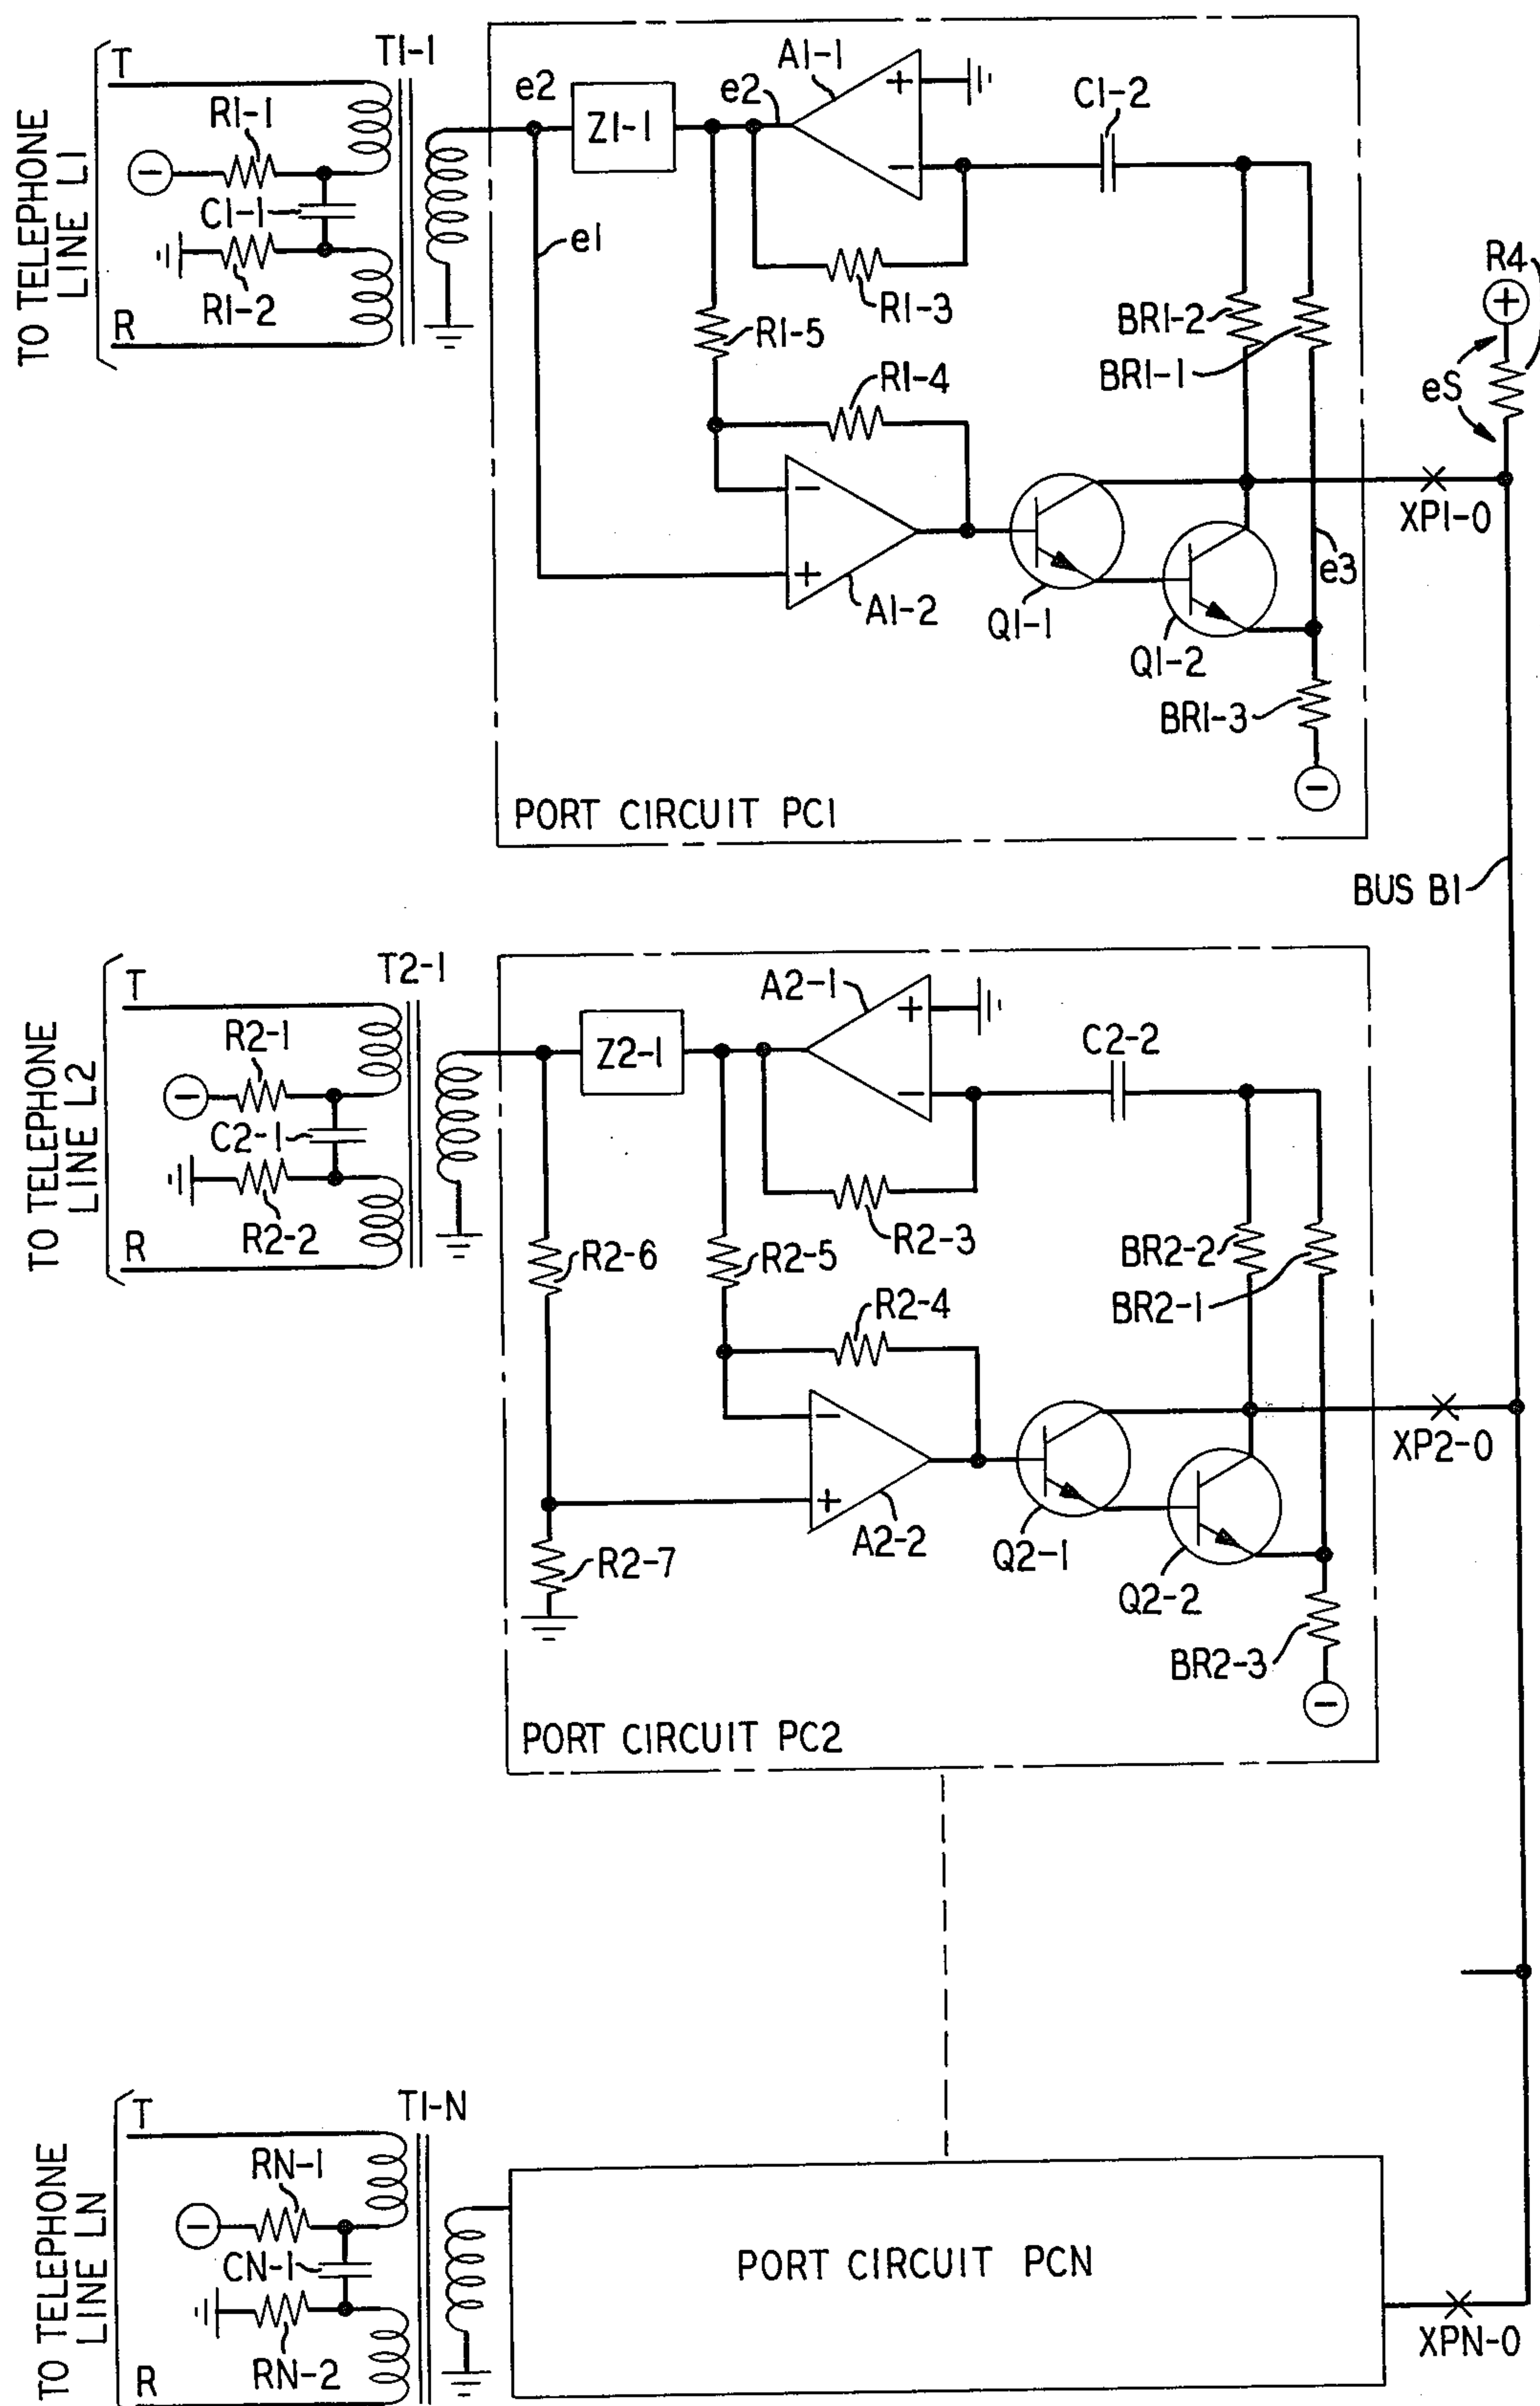 TO TELEPHONE
LINE L1
T
R1-1
C1-1
R1-2
R
T1-1
e2
Z1-1
e2
A1-1
+
−
C1-2
e1
R1-3
R1-5
R1-4
BR1-2
BR1-1
R4
+
eS
−
+
A1-2
Q1-1
Q1-2
e3
XP1-0
BR1-3
−
PORT CIRCUIT PC1
BUS B1
TO TELEPHONE
LINE L2
T
R2-1
−
C2-1
R2-2
R
T2-1
Z2-1
A2-1
+
−
C2-2
R2-3
R2-6
R2-5
R2-4
BR2-2
BR2-1
−
+
A2-2
Q2-1
Q2-2
XP2-0
R2-7
BR2-3
−
PORT CIRCUIT PC2
TO TELEPHONE
LINE LN
T
RN-1
−
CN-1
RN-2
R
T1-N
PORT CIRCUIT PCN
XPN-0